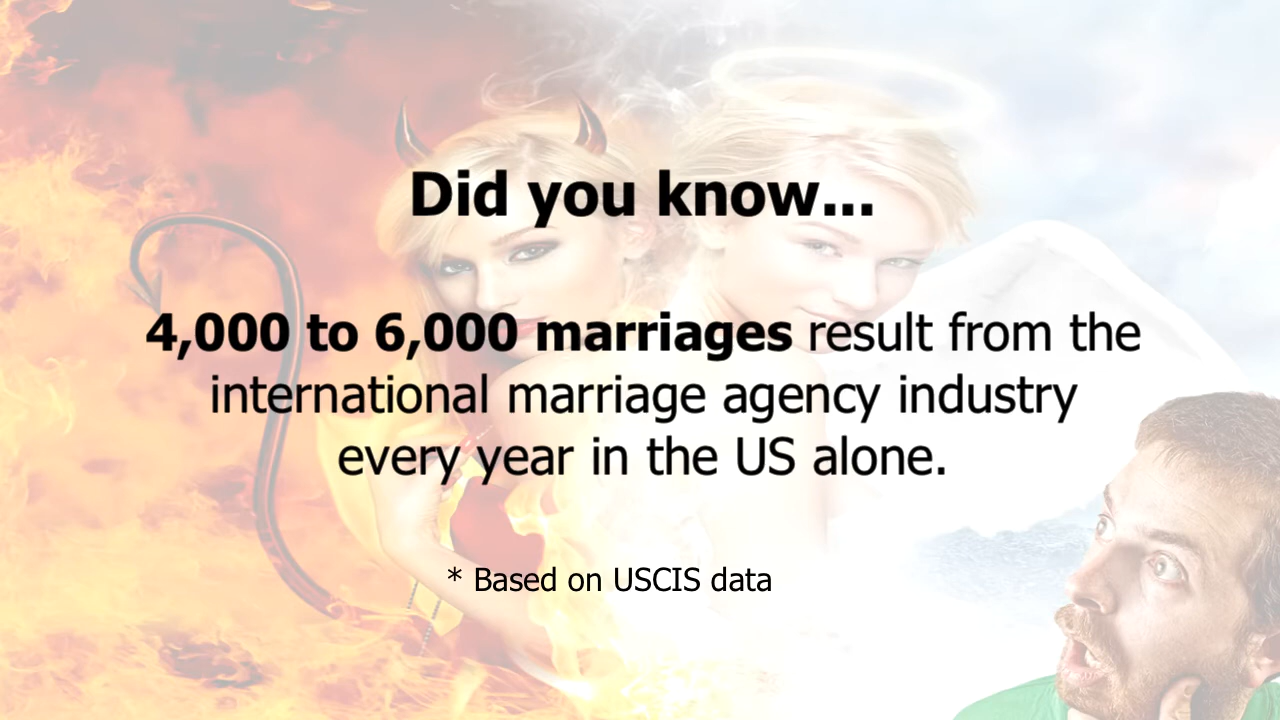 Did you know...
4,000 to 6,000 marriages result from the
international marriage agency industry
every year in the US alone.
* Based on USCIS data